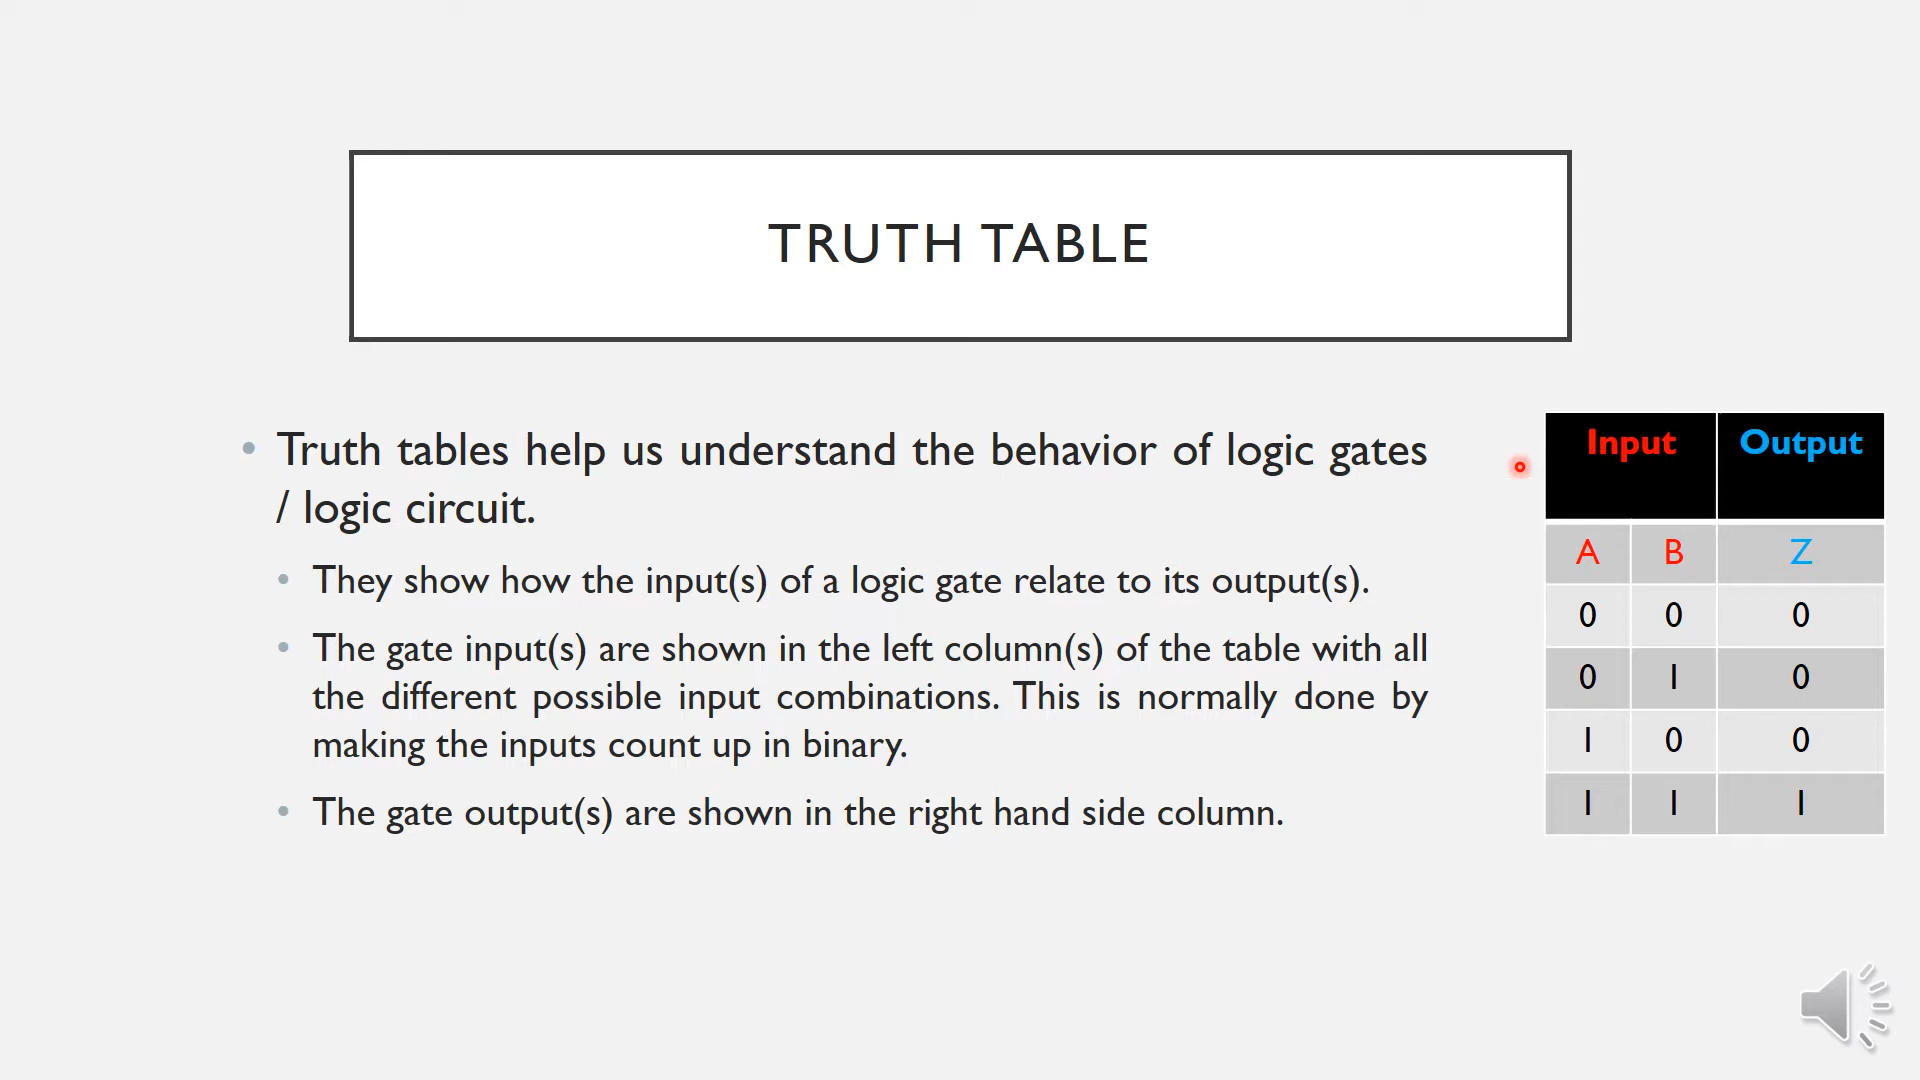 TRUTH TABLE
• Truth tables help us understand the behavior of logic gates
/ logic circuit.
• They show how the input(s) of a logic gate relate to its output(s).
• The gate input(s) are shown in the left column(s) of the table with all
the different possible input combinations. This is normally done by
making the inputs count up in binary.
• The gate output(s) are shown in the right hand side column.
Input Output
A B Z
0 0 0
0 1 0
1 0 0
1 1 1